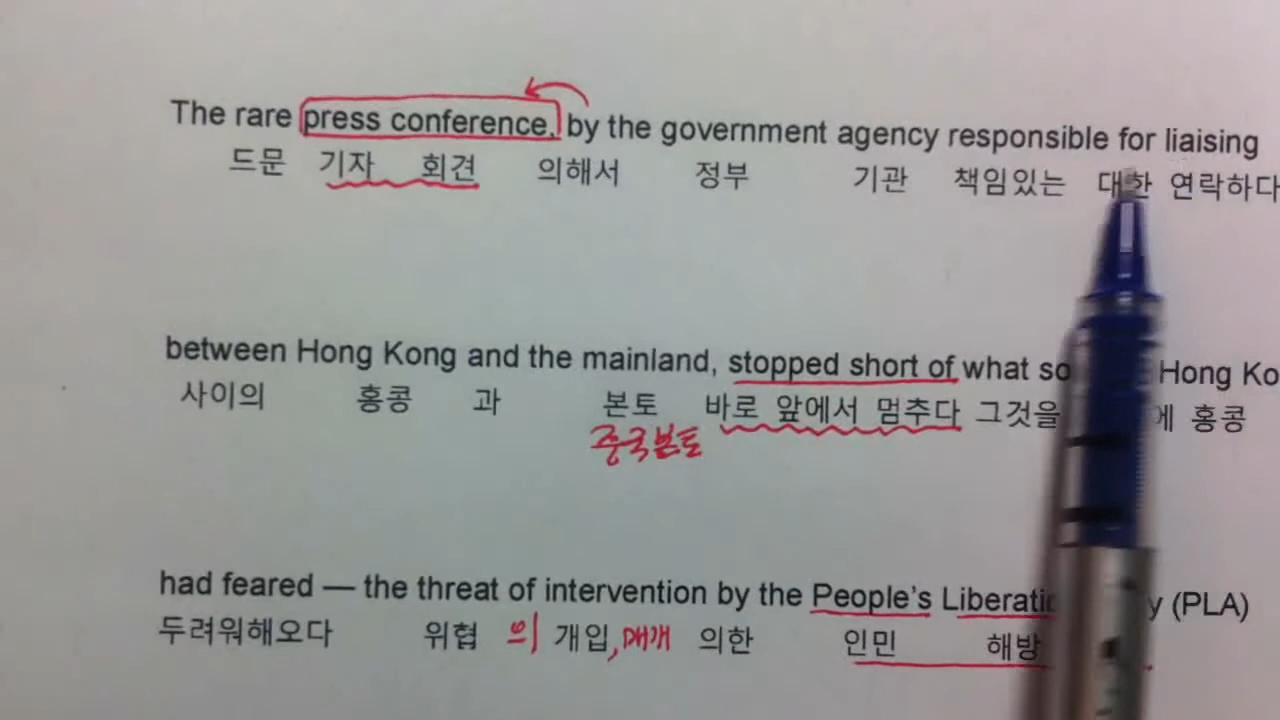 The rare press conference, by the government agency responsible for liaising
드문 기자 회견 의해서 정부 기관 책임있는 대한 연락하다
between Hong Kong and the mainland, stopped short of what Hong
사이의 홍콩 과 본토 바로 앞에서 멈추다 그것을 홍콩
중국본토
had feared — the threat of intervention by the People's (PLA)
두려워해오다 위협 의 개입, 매개 의한 인민 해방